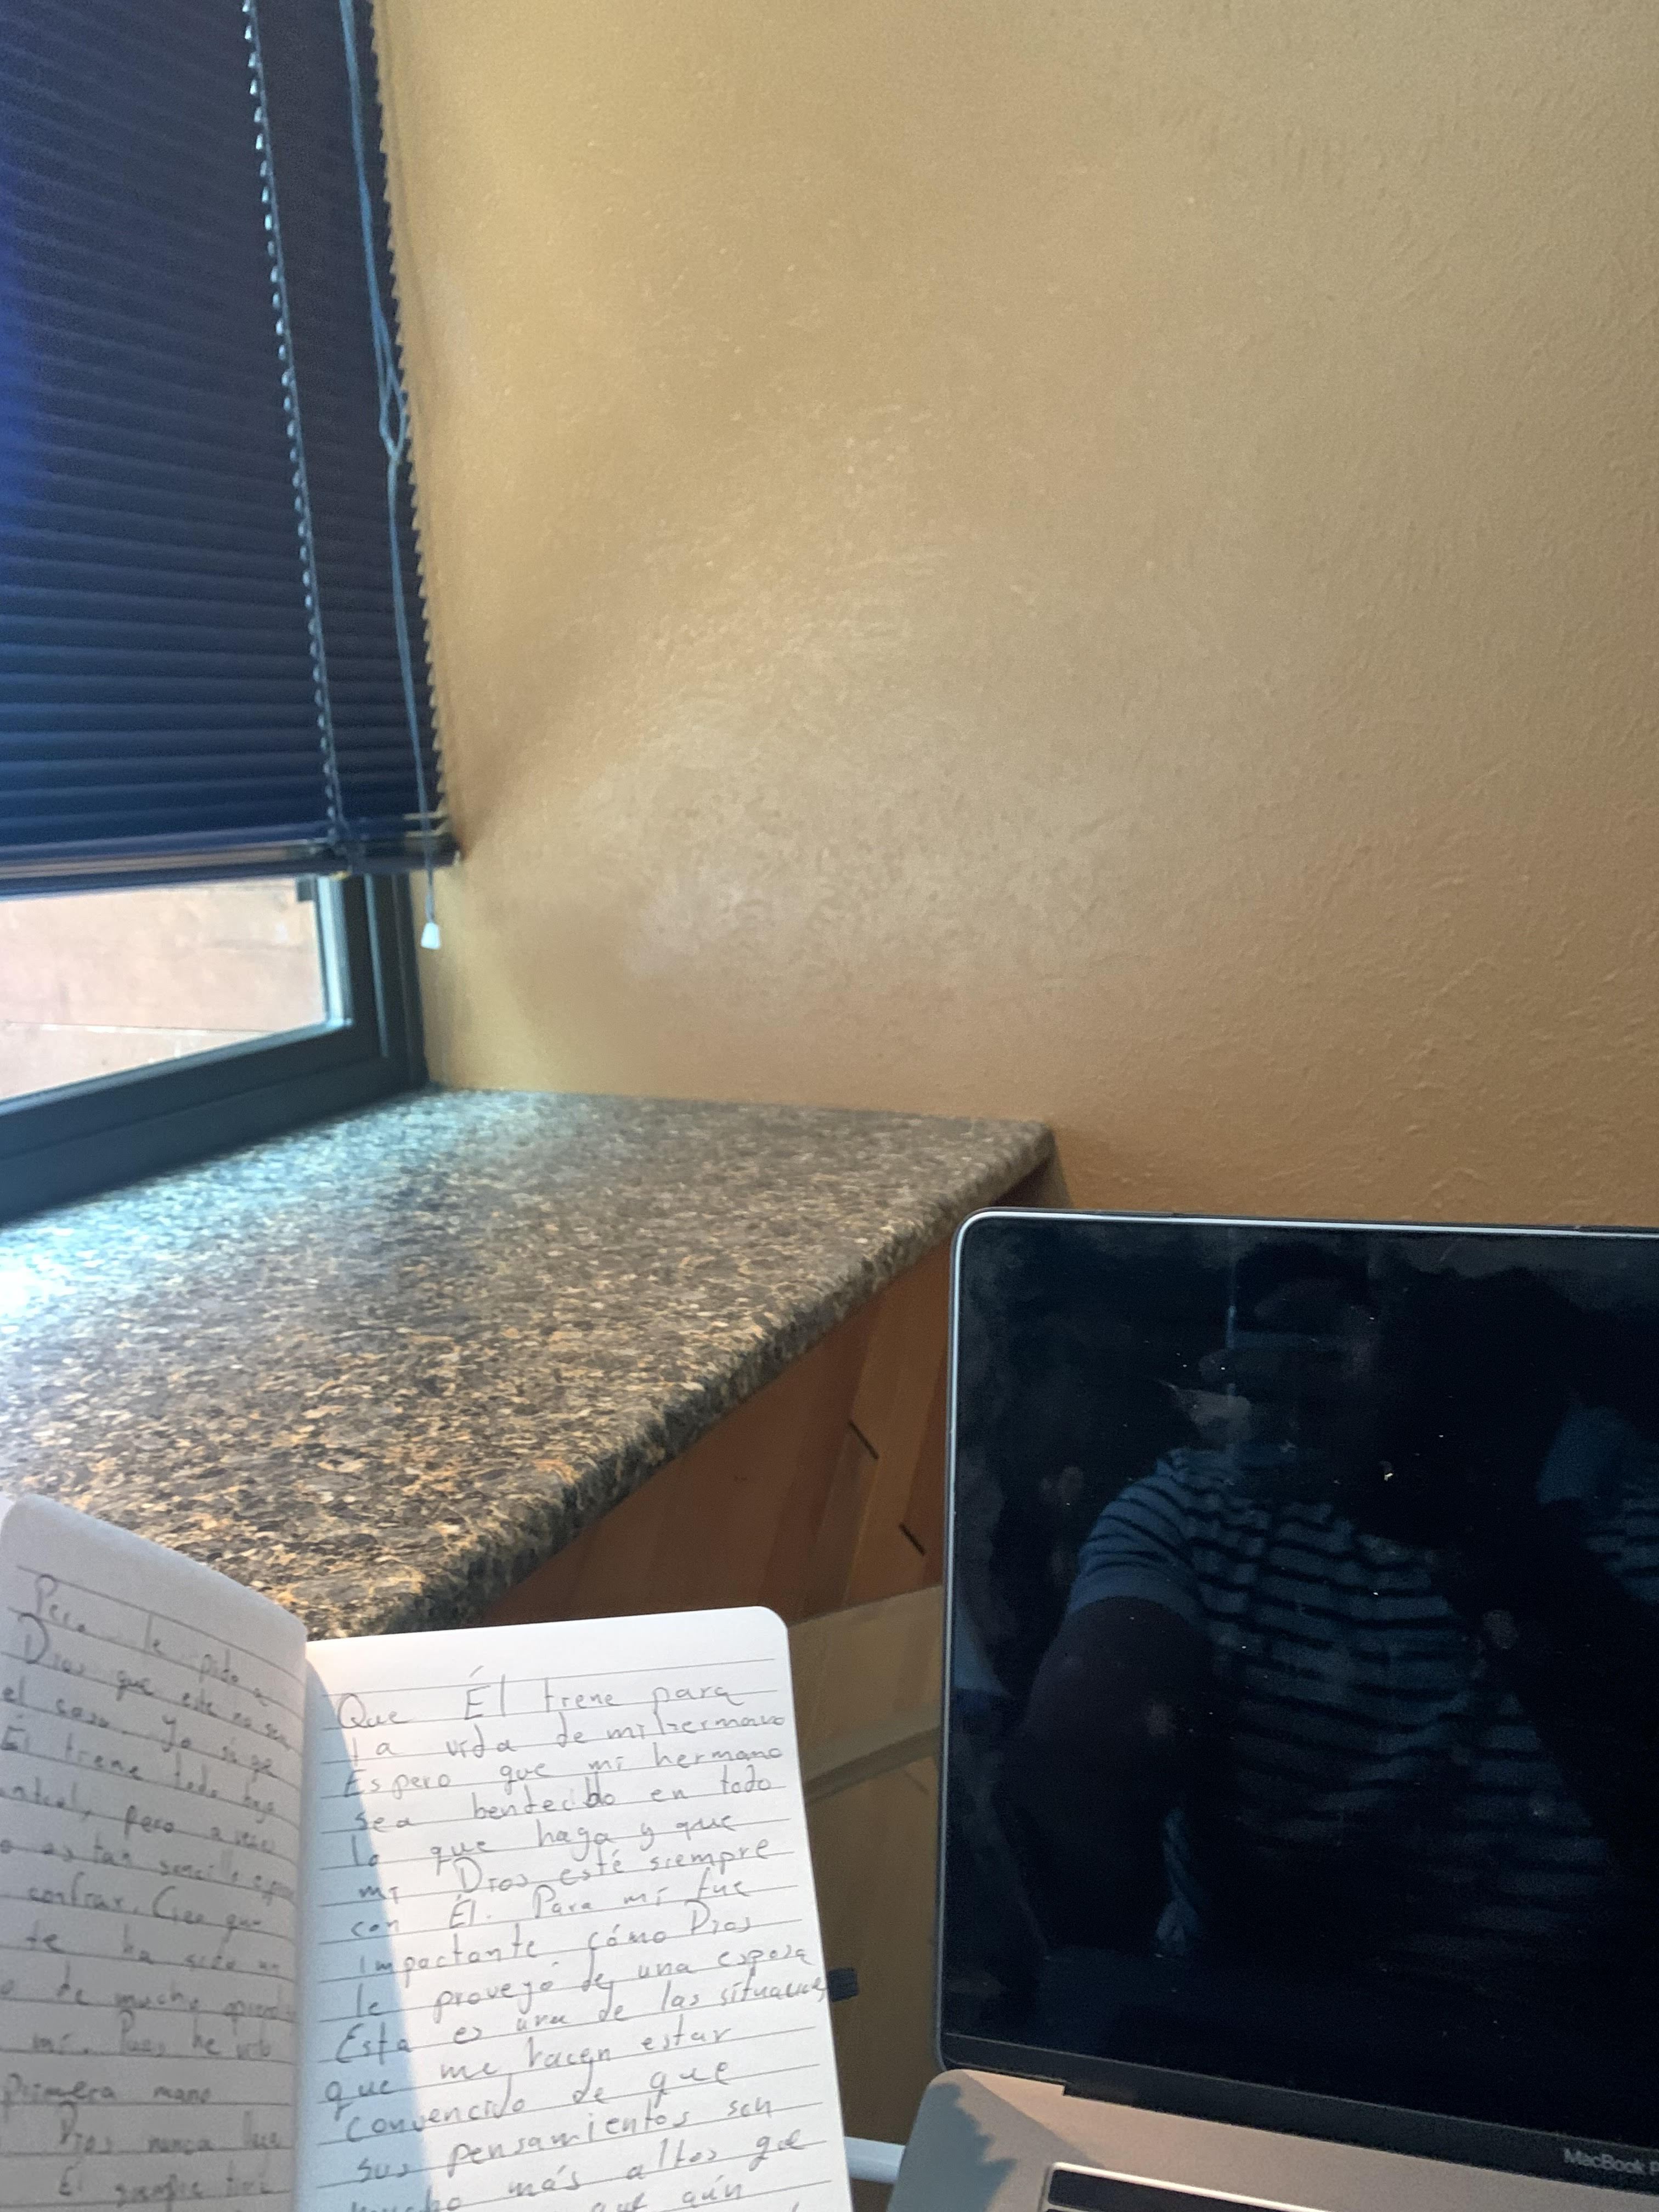 Pero le pido a
Dios que este no sea
el caso. Yo sé que
Él tiene todo bajo
pero a veces
no es tan sencillo
confiar. Creo que
te ha sido un
de mucho
mí. Pues he visto
primera mano
Dios nunca
Él siempre
Que Él tiene para
la vida de mi hermano
Espero que mi hermano
sea bendecido en todo
lo que haga y que
mi Dios esté siempre
con Él. Para mí fue
impactante cómo Dios
le proveyó de una esposa
Esta es una de las
que me hacen estar
convencido de que
sus pensamientos son
mucho más altos que
que aún
MacBook